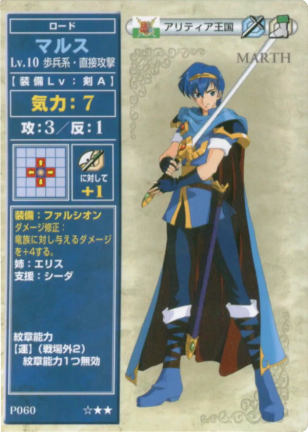 ロード
マルス
Lv.10 歩兵系・直接攻撃
【装備Lv：剣A】
気力：7
攻：3／反：1
に対して
+1
装備：ファルシオン
ダメージ修正：
竜族に対し与えるダメージ
を+4する。
姉：エリス
支援：シーダ
紋章能力
【運】（戦場外2）
紋章能力1つ無効
P060
☆★★
アリティア王国
MARTH